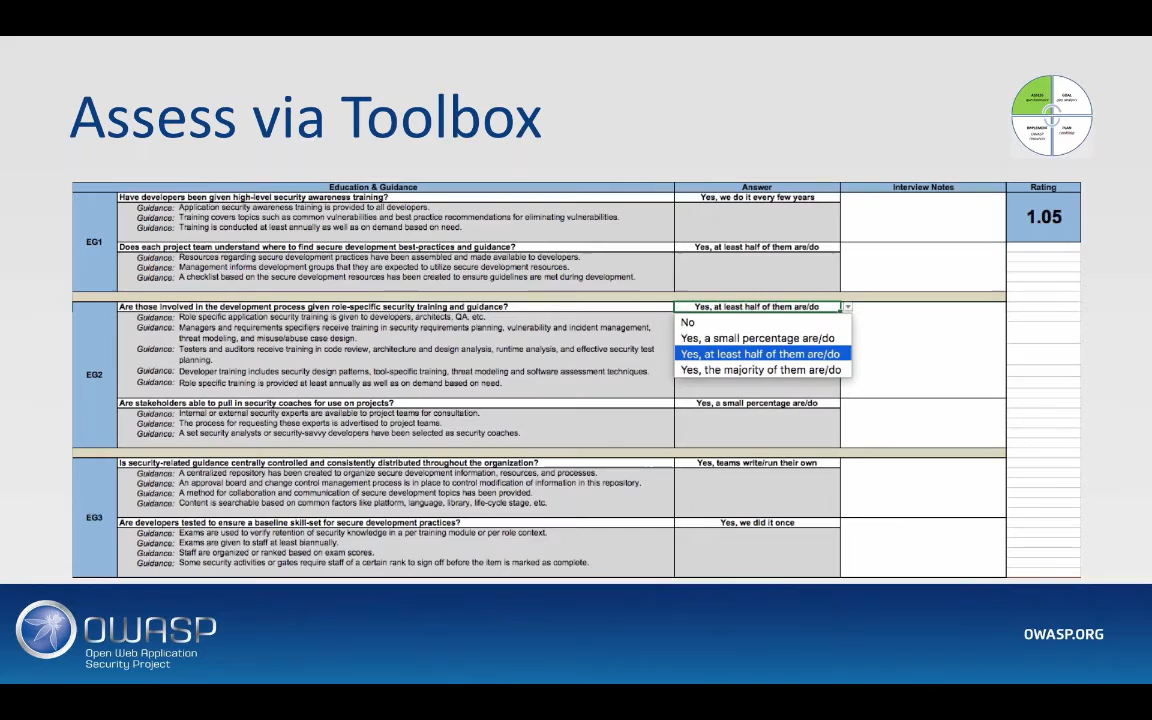 Assess via Toolbox
ASSESS
questionnaire
GOAL
gap analysis
IMPLEMENT
OWASP
resources
PLAN
roadmap
Education & Guidance Answer Interview Notes Rating
EG1
Have developers been given high-level security awareness training? Yes, we do it every few years
1.05
Guidance: Application security awareness training is provided to all developers.
Guidance: Training covers topics such as common vulnerabilities and best practice recommendations for eliminating vulnerabilities.
Guidance: Training is conducted at least annually as well as on demand based on need.
Does each project team understand where to find secure development best-practices and guidance? Yes, at least half of them are/do
Guidance: Resources regarding secure development practices have been assembled and made available to developers.
Guidance: Management informs development groups that they are expected to utilize secure development resources.
Guidance: A checklist based on the secure development resources has been created to ensure guidelines are met during development.
EG2
Are those involved in the development process given role-specific security training and guidance? Yes, at least half of them are/do
Guidance: Role specific application security training is given to developers, architects, QA, etc.
Guidance: Managers and requirements specifiers receive training in security requirements planning, vulnerability and incident management,
threat modeling, and misuse/abuse case design.
Guidance: Testers and auditors receive training in code review, architecture and design analysis, runtime analysis, and effective security test
planning.
Guidance: Developer training includes security design patterns, tool-specific training, threat modeling and software assessment techniques.
Guidance: Role specific training is provided at least annually as well as on demand based on need.
No
Yes, a small percentage are/do
Yes, at least half of them are/do
Yes, the majority of them are/do
Are stakeholders able to pull in security coaches for use on projects? Yes, a small percentage are/do
Guidance: Internal or external security experts are available to project teams for consultation.
Guidance: The process for requesting these experts is advertised to project teams.
Guidance: A set security analysts or security-savvy developers have been selected as security coaches.
EG3
Is security-related guidance centrally controlled and consistently distributed throughout the organization? Yes, teams write/run their own
Guidance: A centralized repository has been created to organize secure development information, resources, and processes.
Guidance: An approval board and change control management process is in place to control modification of information in this repository.
Guidance: A method for collaboration and communication of secure development topics has been provided.
Guidance: Content is searchable based on common factors like platform, language, library, life-cycle stage, etc.
Are developers tested to ensure a baseline skill-set for secure development practices? Yes, we did it once
Guidance: Exams are used to verify retention of security knowledge in a per training module or per role context.
Guidance: Exams are given to staff at least biannually.
Guidance: Staff are organized or ranked based on exam scores.
Guidance: Some security activities or gates require staff of a certain rank to sign off before the item is marked as complete.
OWASP
Open Web Application
Security Project
OWASP.ORG